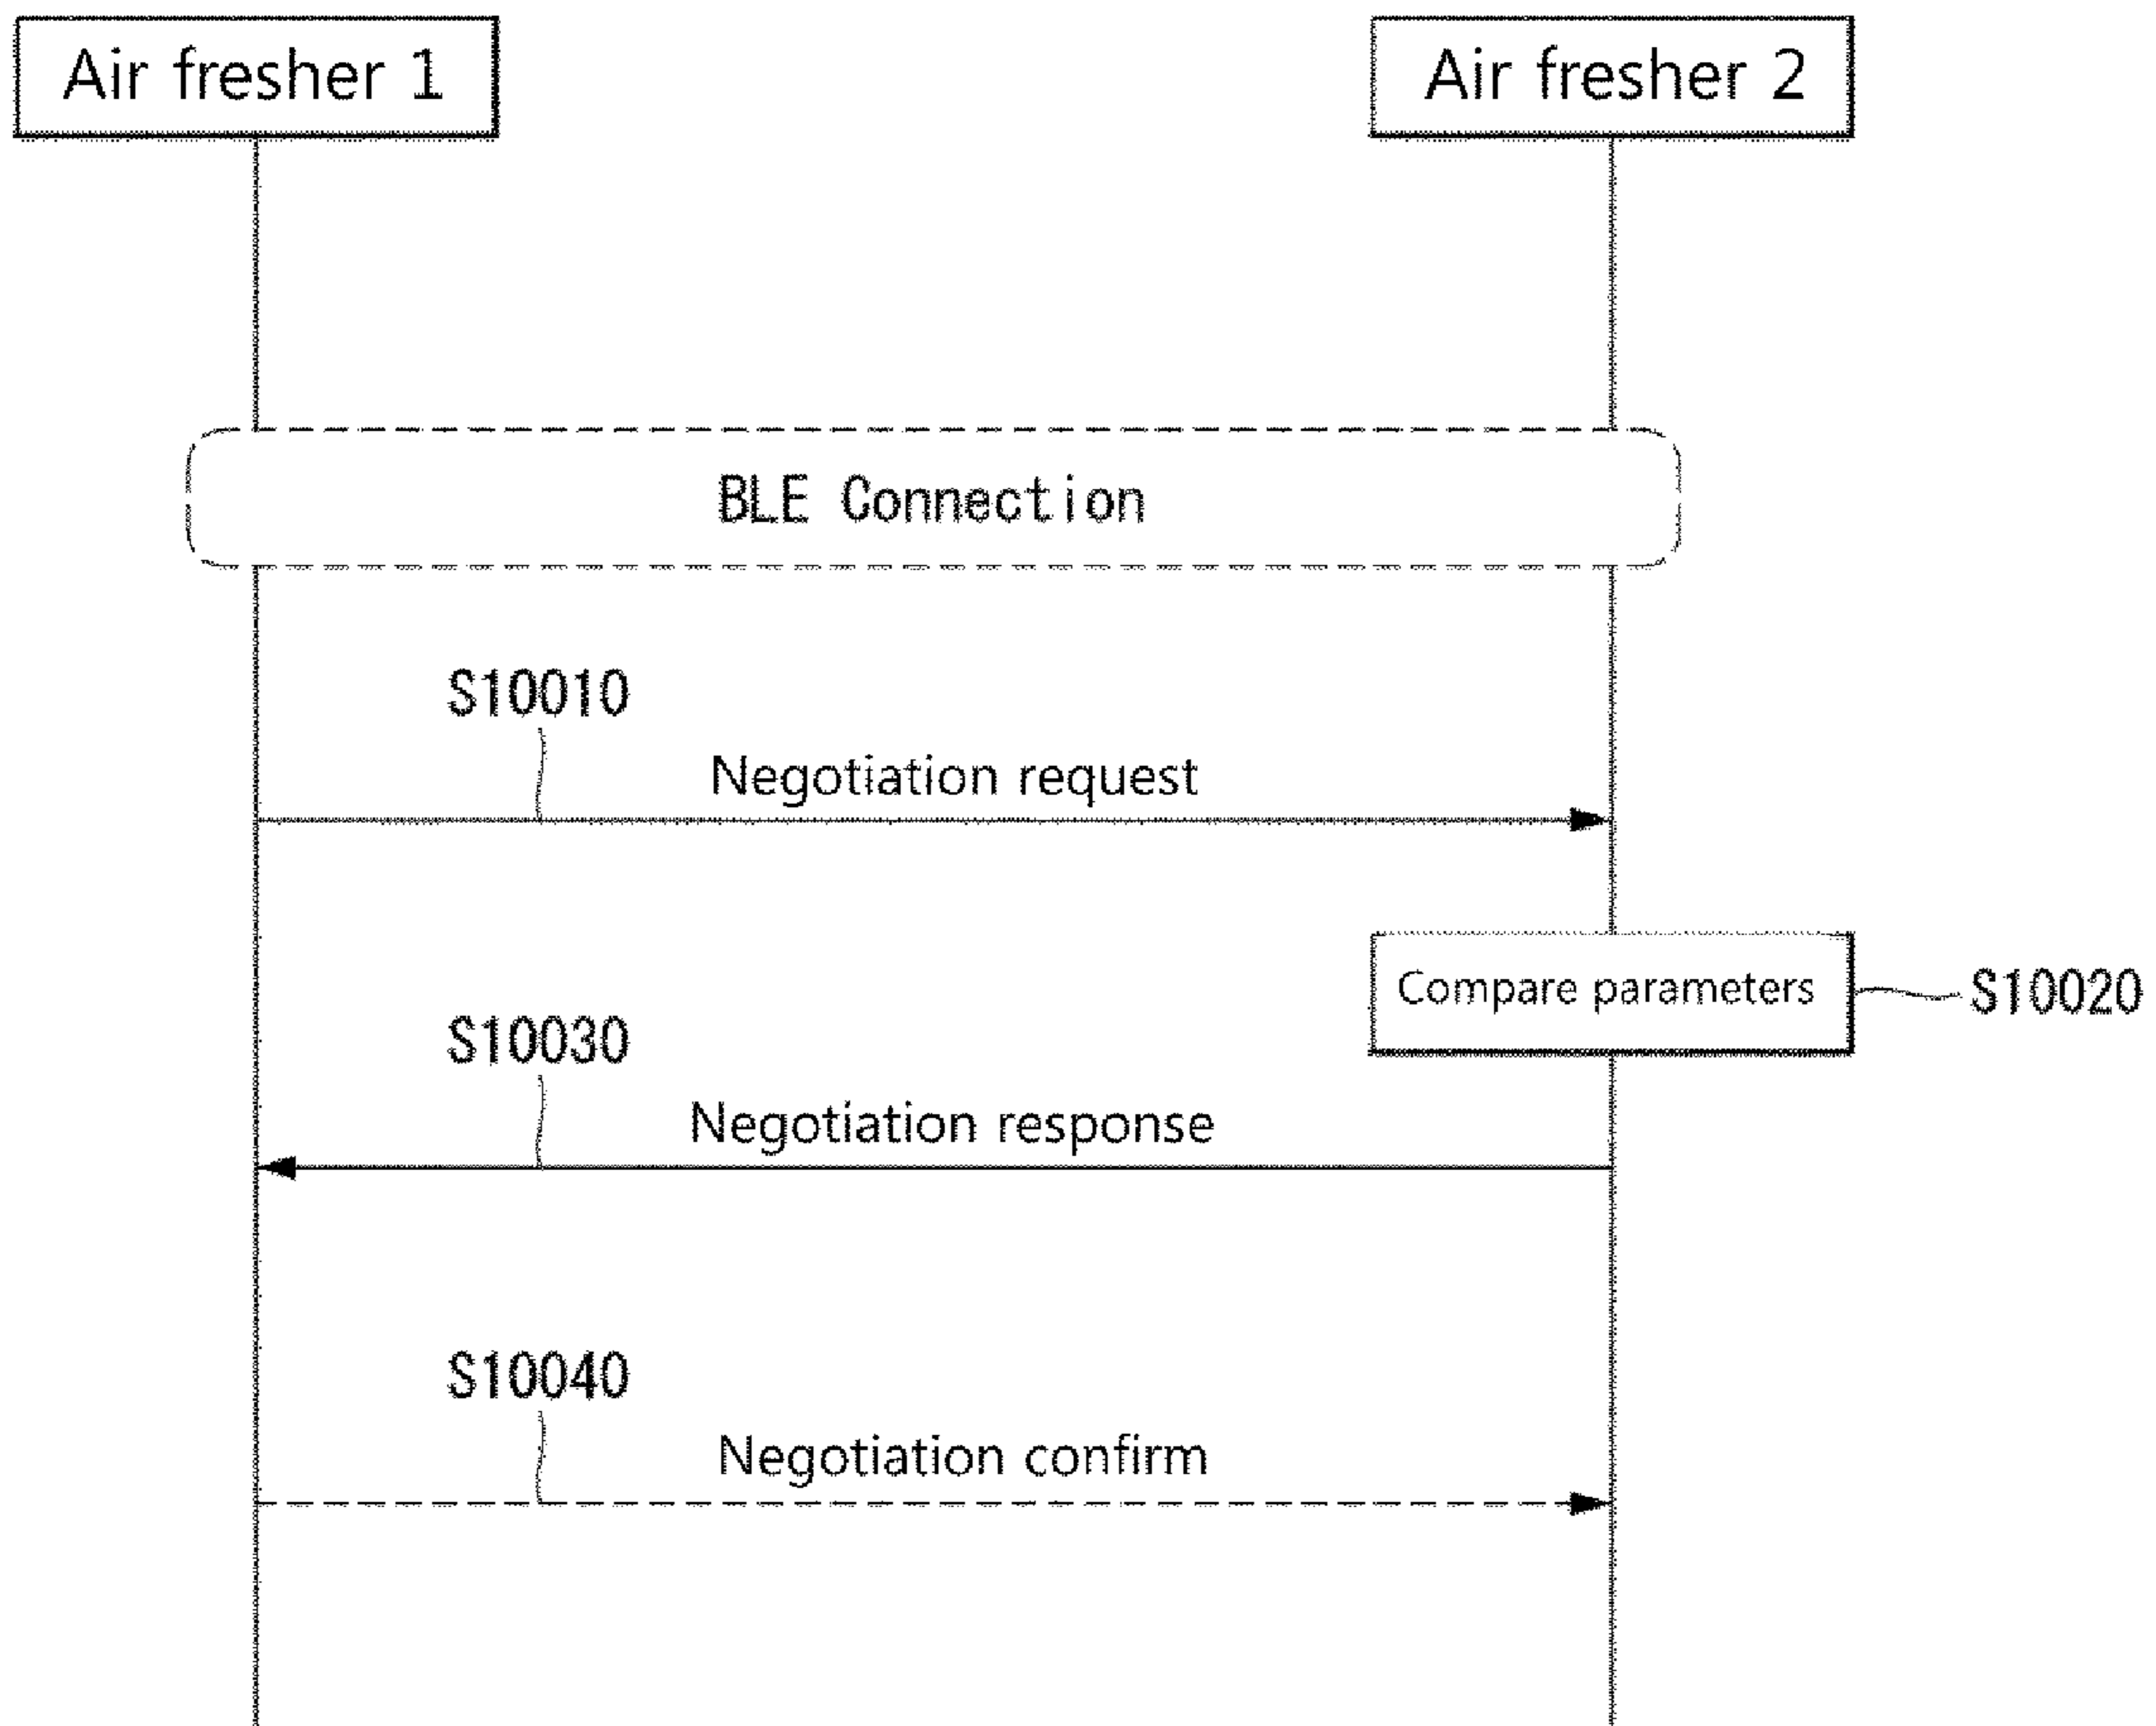 Air fresher 1
Air fresher 2
BLE Connection
S10010
Negotiation request
Compare parameters
S10020
S10030
Negotiation response
S10040
Negotiation confirm